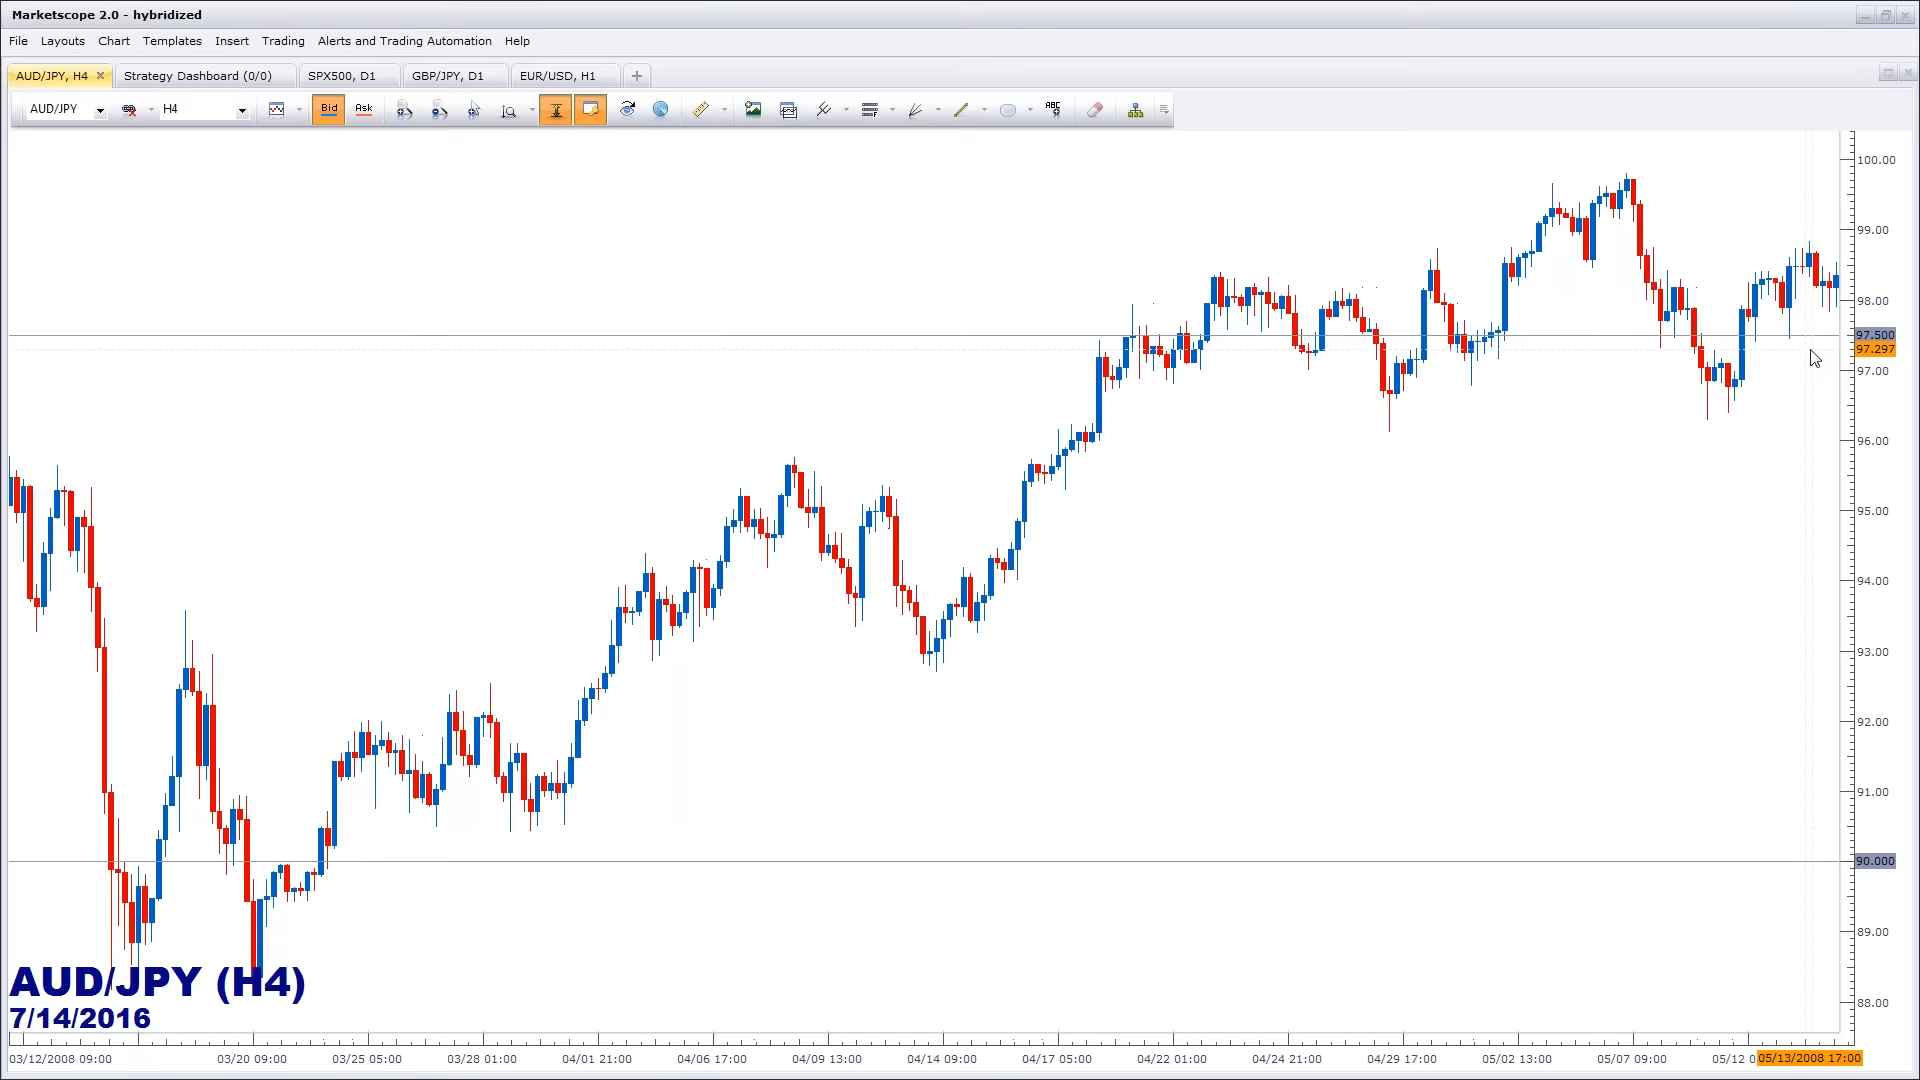 Marketscope 2.0 - hybridized
File Layouts Chart Templates Insert Trading Alerts and Trading Automation Help
AUD/JPY, H4 Strategy Dashboard (0/0) SPX500, D1 GBP/JPY, D1 EUR/USD, H1
AUD/JPY H4 Bid Ask ABC
100.00
99.00
98.00
97.500
97.297
97.00
96.00
95.00
94.00
93.00
92.00
91.00
90.000
89.00
88.00
AUD/JPY (H4)
7/14/2016
03/12/2008 09:00 03/20 09:00 03/25 05:00 03/28 01:00 04/01 21:00 04/06 17:00 04/09 13:00 04/14 09:00 04/17 05:00 04/22 01:00 04/24 21:00 04/29 17:00 05/02 13:00 05/07 09:00 05/12 0 05/13/2008 17:00